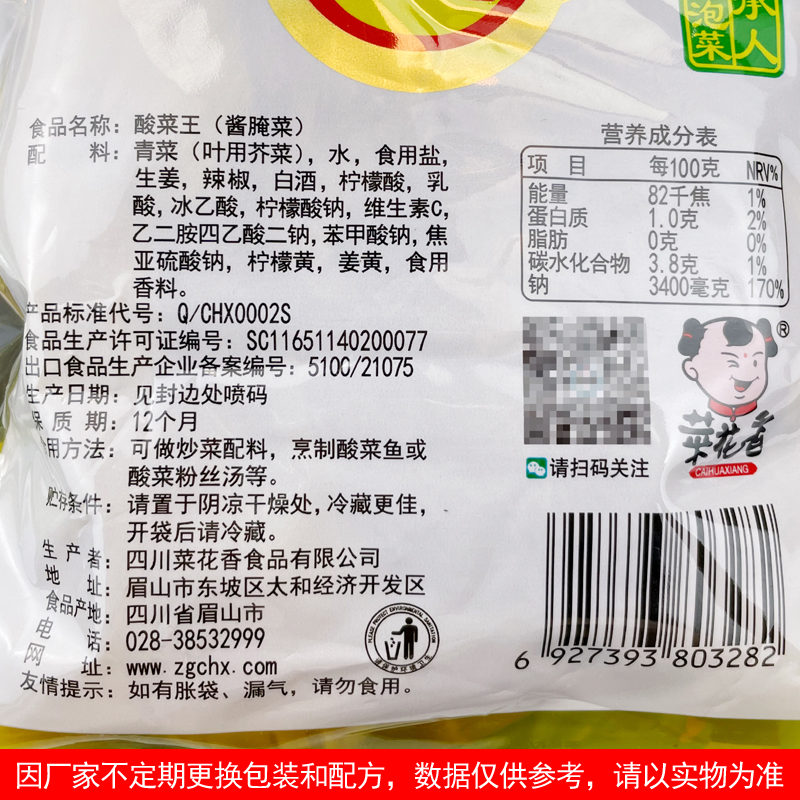 泡菜
承人
食品名称：酸菜王（酱腌菜）
配 料：青菜（叶用芥菜），水，食用盐，
生姜，辣椒，白酒，柠檬酸，乳
酸，冰乙酸，柠檬酸钠，维生素C，
乙二胺四乙酸二钠，苯甲酸钠，焦
亚硫酸钠，柠檬黄，姜黄，食用
香料。
产品标准代号：Q/CHX0002S
食品生产许可证编号：SC11651140200077
出口食品生产企业备案编号：5100/21075
生产日期：见封边处喷码
保 质 期：12个月
食用方法：可做炒菜配料，烹制酸菜鱼或
酸菜粉丝汤等。
贮存条件：请置于阴凉干燥处，冷藏更佳，
开袋后请冷藏。
生 产 者：四川菜花香食品有限公司
地 址：眉山市东坡区太和经济开发区
食品产地：四川省眉山市
电 话：028-38532999
网 址：www.zgchx.com
友情提示：如有胀袋、漏气，请勿食用。
营养成分表
项 目 每100克 NRV%
能量 82千焦 1%
蛋白质 1.0克 2%
脂肪 0克 0%
碳水化合物 3.8克 1%
钠 3400毫克 170%
®
菜花香
CAIHUAXIANG
请扫码关注
PLEASE PROTECT ENVIRONMENTAL SANITATION
请保护环境卫生
6 927393 803282
因厂家不定期更换包装和配方，数据仅供参考，请以实物为准